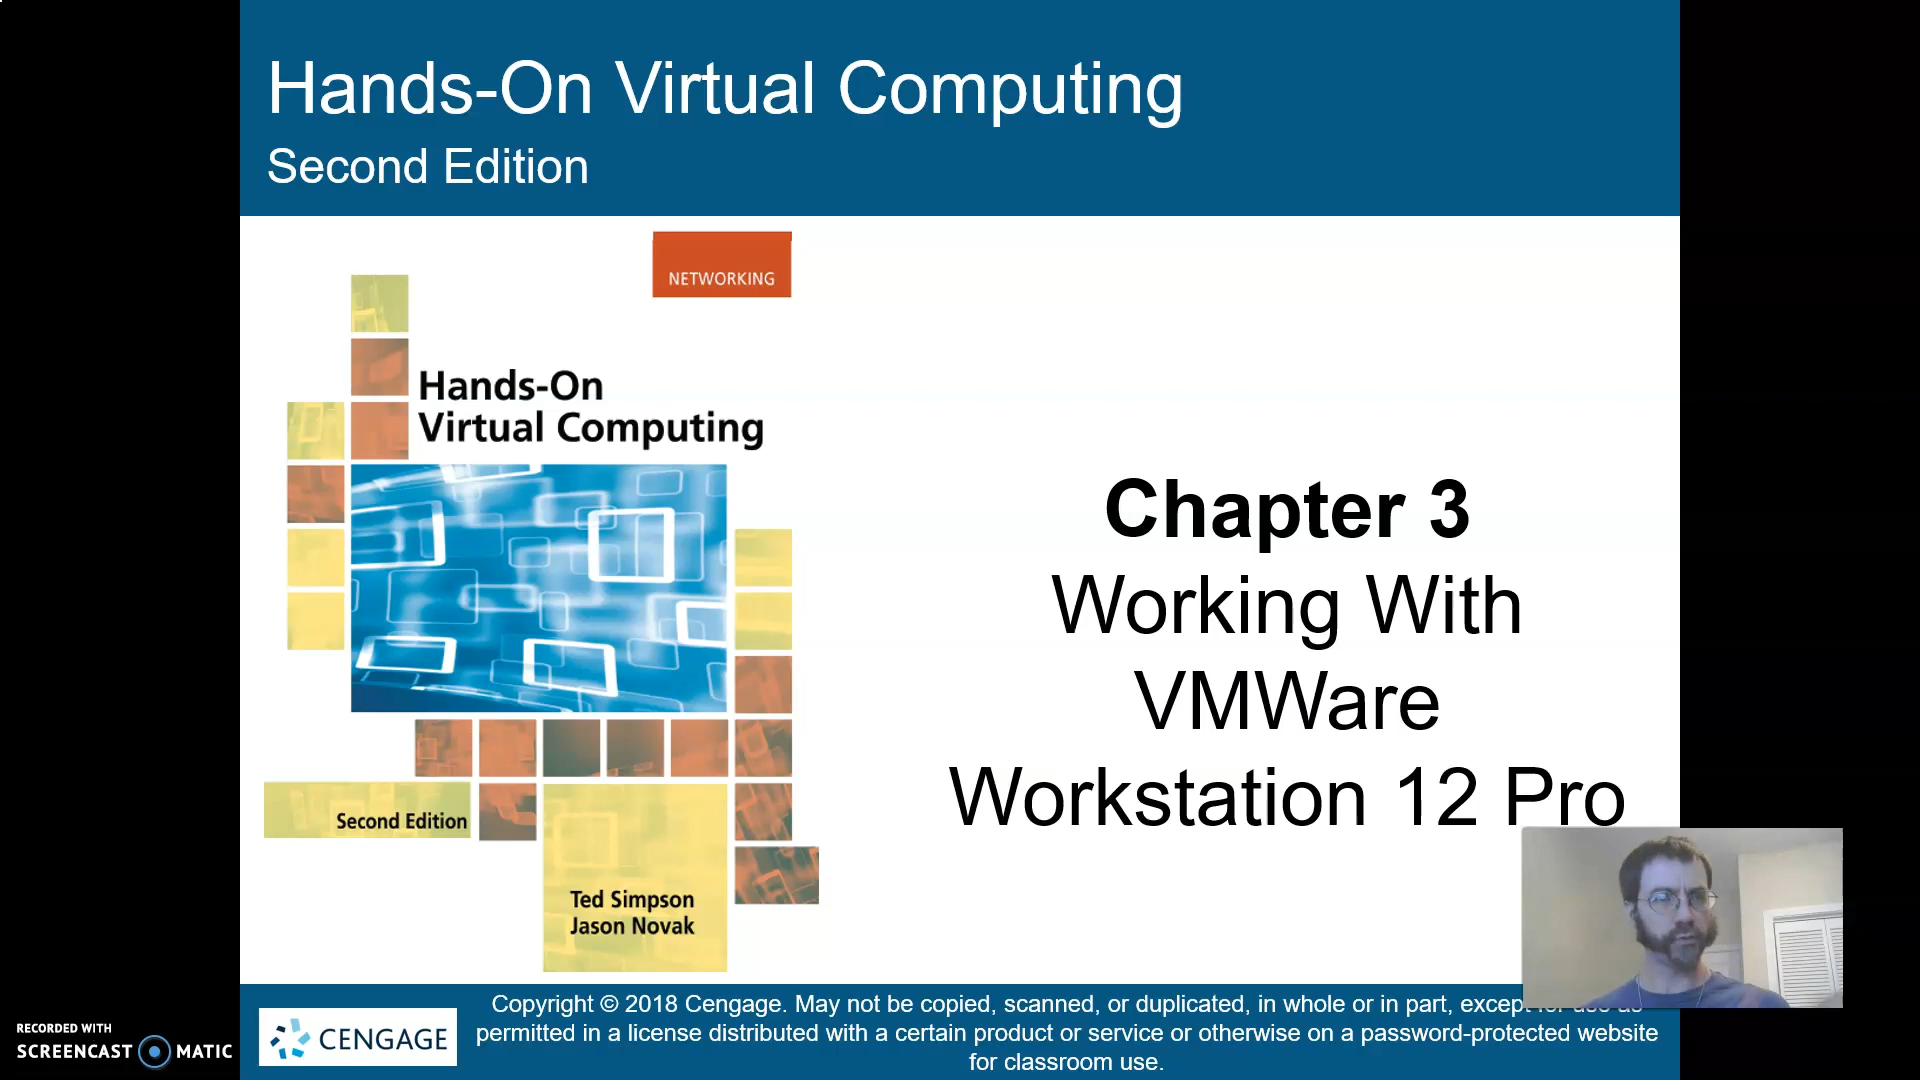 Hands-On Virtual Computing
Second Edition
NETWORKING
Hands-On
Virtual Computing
Second Edition
Ted Simpson
Jason Novak
Chapter 3
Working With
VMWare
Workstation 12 Pro
CENGAGE
Copyright © 2018 Cengage. May not be copied, scanned, or duplicated, in whole or in part, except for use as
permitted in a license distributed with a certain product or service or otherwise on a password-protected website
for classroom use.
RECORDED WITH
SCREENCAST MATIC